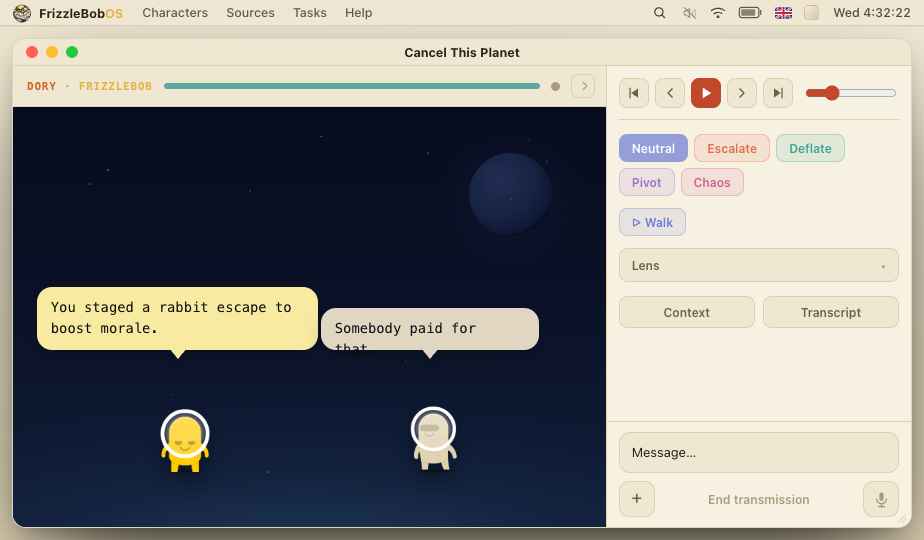 FrizzleBobOS Characters Sources Tasks Help Wed 4:32:22
Cancel This Planet
DORY - FRIZZLEBOB
You staged a rabbit escape to
boost morale.
Somebody paid for
that.
Neutral Escalate Deflate
Pivot Chaos
Walk
Lens
Context Transcript
Message...
+ End transmission